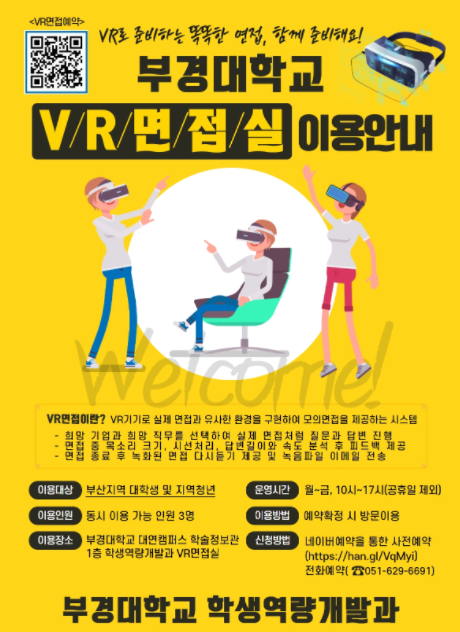 <VR면접예약>
VR로 준비하는 똑똑한 면접, 함께 준비해요!
부경대학교
V/R/면/접/실 이용안내
Welcome!
VR면접이란? VR기기로 실제 면접과 유사한 환경을 구현하여 모의면접을 제공하는 시스템
- 희망 기업과 희망 직무를 선택하여 실제 면접처럼 질문과 답변 진행
- 면접 중 목소리 크기, 시선처리, 답변길이와 속도 분석 후 피드백 제공
- 면접 종료 후 녹화된 면접 다시듣기 제공 및 녹음파일 이메일 전송
이용대상 부산지역 대학생 및 지역청년
이용인원 동시 이용 가능 인원 3명
이용장소 부경대학교 대연캠퍼스 학술정보관
1층 학생역량개발과 VR면접실
운영시간 월~금, 10시~17시(공휴일 제외)
이용방법 예약확정 시 방문이용
신청방법 네이버예약을 통한 사전예약
(https://han.gl/VqMyi)
전화예약( ☎051-629-6691)
부경대학교 학생역량개발과